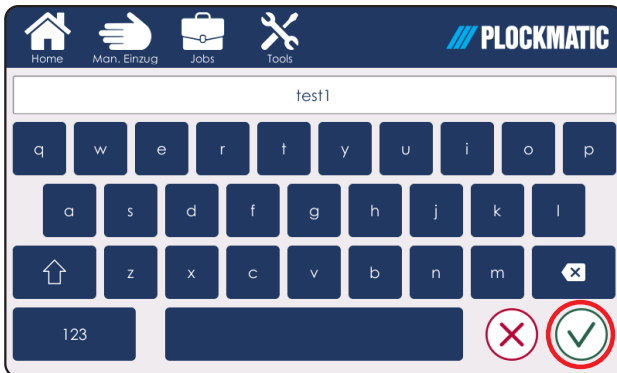 Home Man. Einzug Jobs Tools PLOCKMATIC
test1
q w e r t y u i o p
a s d f g h j k l
z x c v b n m
123